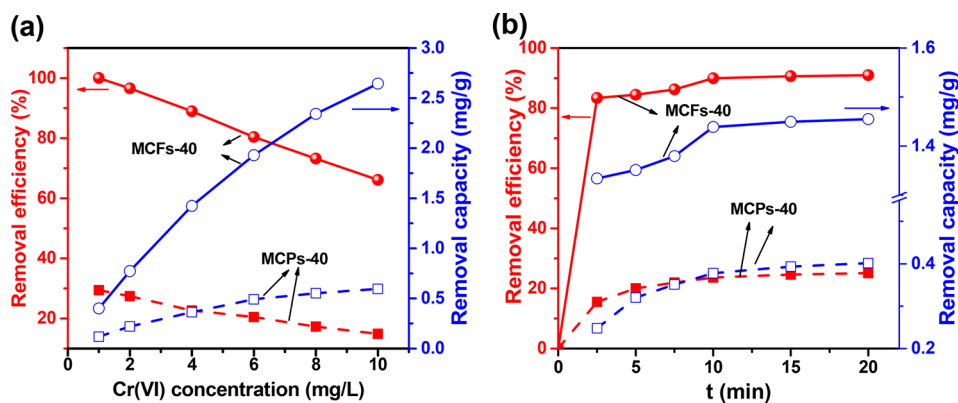 (a)
Removal efficiency (%)
100
80
60
40
20
0 2 4 6 8 10
Cr(VI) concentration (mg/L)
3.0
2.5
2.0
1.5
1.0
0.5
0.0
Removal capacity (mg/g)
MCFs-40
MCPs-40
(b)
Removal efficiency (%)
100
80
60
40
20
0
0 5 10 15 20
t (min)
1.6
1.4
0.4
0.2
Removal capacity (mg/g)
MCFs-40
MCPs-40